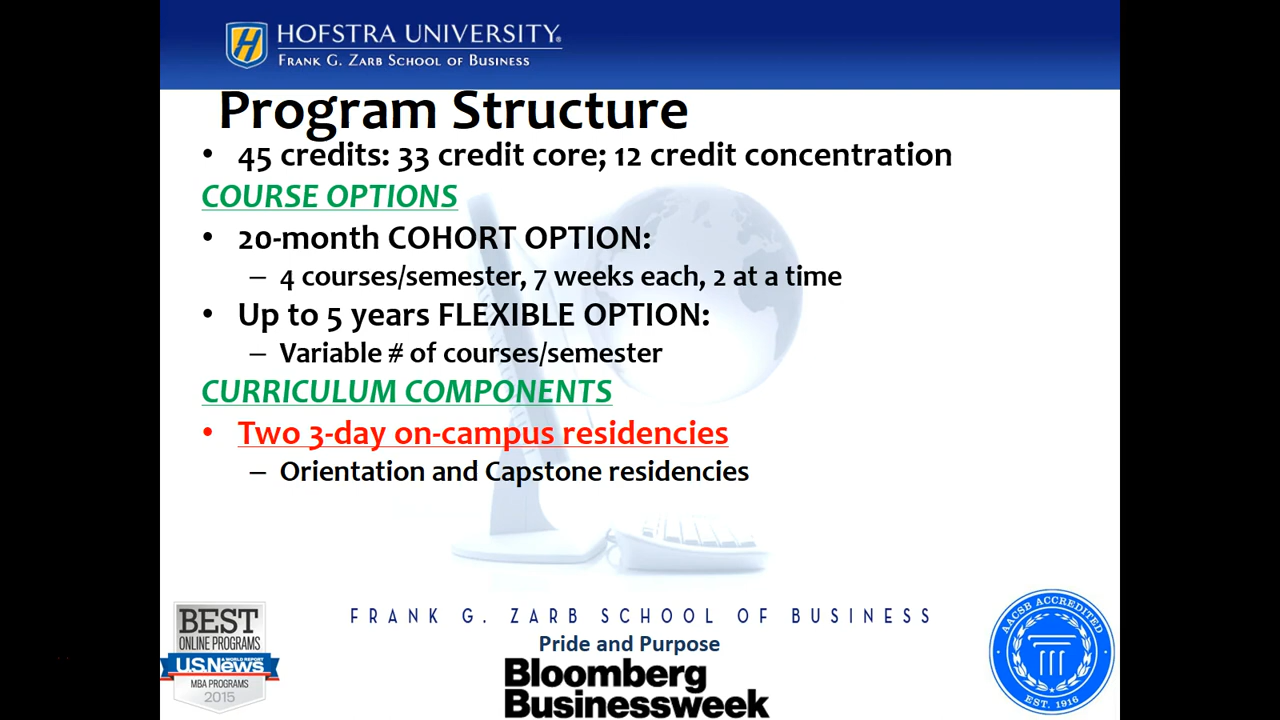 HOFSTRA UNIVERSITY®
FRANK G. ZARB SCHOOL OF BUSINESS
Program Structure
• 45 credits: 33 credit core; 12 credit concentration
COURSE OPTIONS
• 20-month COHORT OPTION:
– 4 courses/semester, 7 weeks each, 2 at a time
• Up to 5 years FLEXIBLE OPTION:
– Variable # of courses/semester
CURRICULUM COMPONENTS
• Two 3-day on-campus residencies
– Orientation and Capstone residencies
FRANK G. ZARB SCHOOL OF BUSINESS
Pride and Purpose
Bloomberg
Businessweek
BEST
ONLINE PROGRAMS
U.S.News
& WORLD REPORT
MBA PROGRAMS
2015
AACSB ACCREDITED
EST. 1916